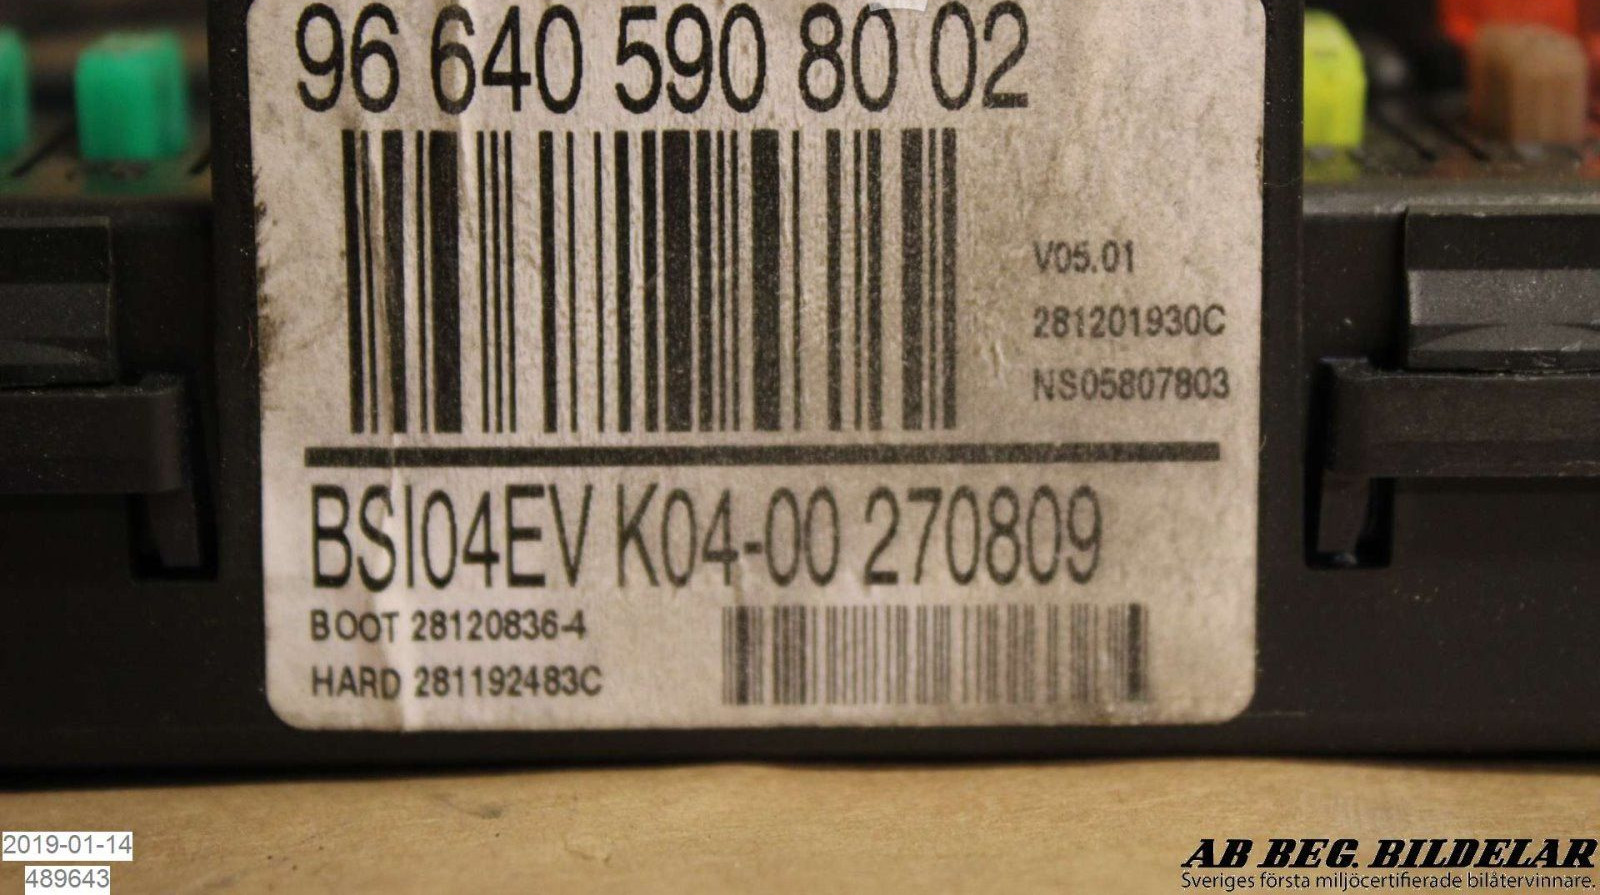 96 640 590 80 02
V05.01
281201930C
NS05807803
BSI04EV K04-00 270809
BOOT 28120836-4
HARD 281192483C
2019-01-14
489643
AB BEG. BILDELAR
Sveriges första miljöcertifierade bilåtervinnare.